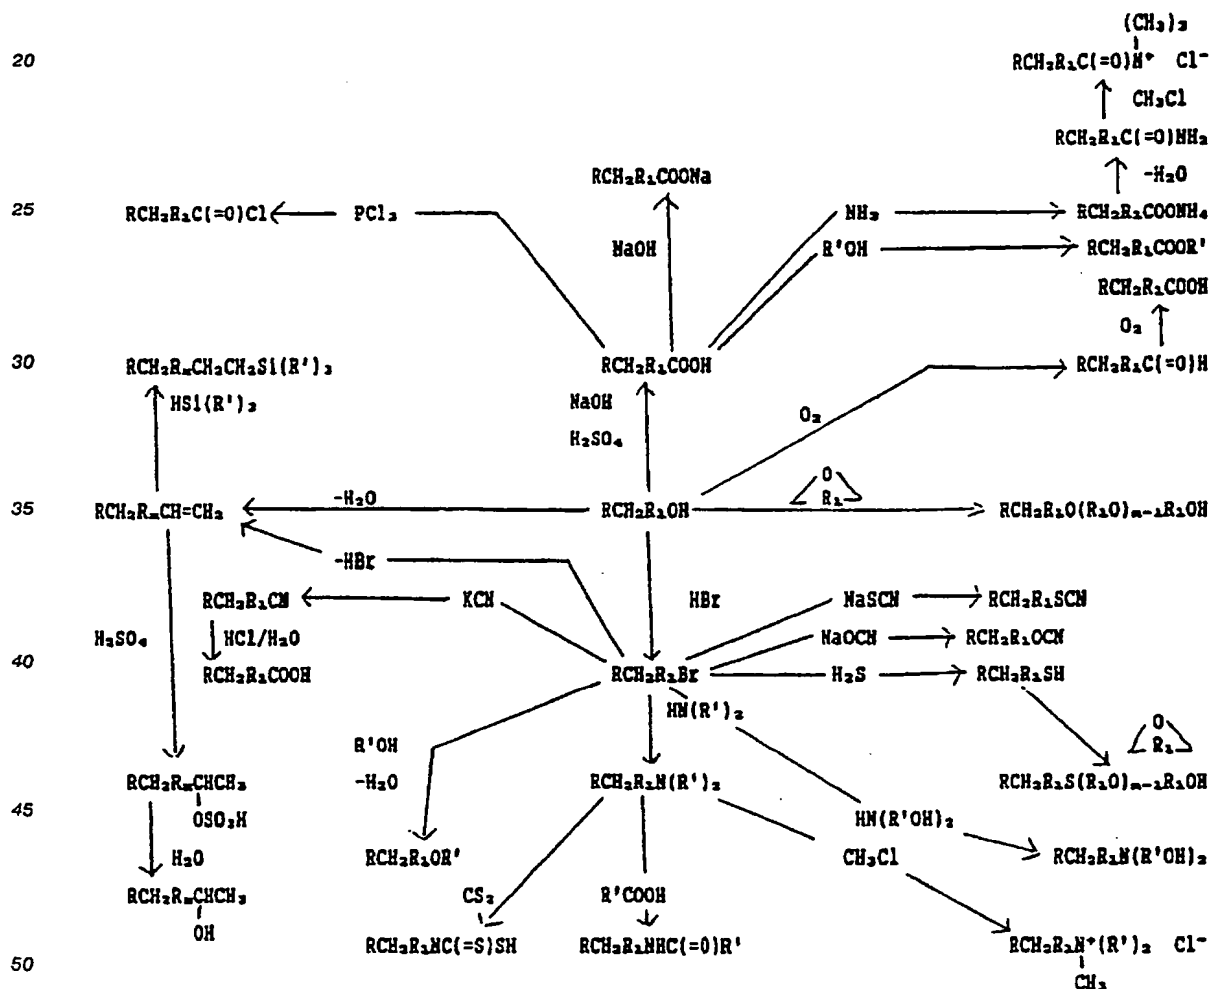 (CH₃)₃
20 RCH₂R₁C(=O)N⁺ Cl⁻
CH₃Cl
RCH₂R₁C(=O)NH₂
RCH₂R₁COONa -H₂O
25 RCH₂R₁C(=O)Cl PCl₃ NH₃ RCH₂R₁COONH₄
NaOH R'OH RCH₂R₁COOR'
RCH₂R₁COOH
O₂
30 RCH₂RₘCH₂CH₂Si(R')₃ RCH₂R₁COOH RCH₂R₁C(=O)H
HSi(R')₃ NaOH
O₂
H₂SO₄
O
35 RCH₂RₘCH=CH₂ -H₂O RCH₂R₁OH R₁ RCH₂R₁O(R₁O)ₙ₋₁R₁OH
-HBr
RCH₂R₁CN KCN HBr NaSCN RCH₂R₁SCN
H₂SO₄ HCl/H₂O NaOCN RCH₂R₁OCN
40 RCH₂R₁COOH RCH₂R₁Br H₂S RCH₂R₁SH
HN(R')₂
R'OH O
R₁
-H₂O
RCH₂RₘCHCH₃ RCH₂R₁N(R')₂ RCH₂R₁S(R₁O)ₙ₋₁R₁OH
45 OSO₃H HN(R'OH)₂
H₂O RCH₂R₁OR' CH₃Cl RCH₂R₁N(R'OH)₂
RCH₂RₘCHCH₃ CS₂ R'COOH
OH
50 RCH₂R₁NC(=S)SH RCH₂R₁NHC(=O)R' RCH₂R₁N⁺(R')₂ Cl⁻
CH₃